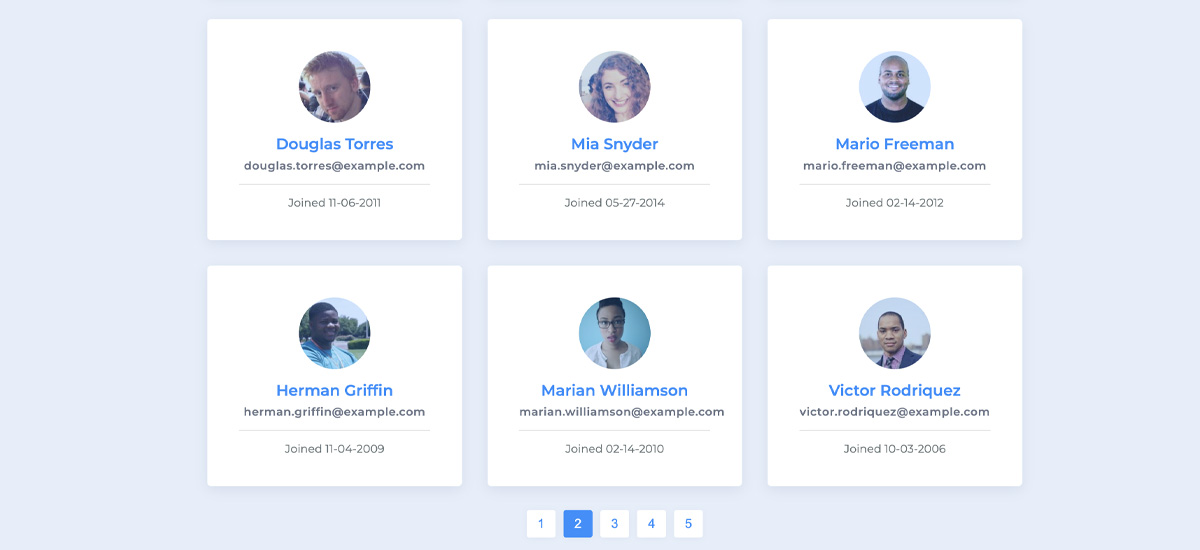 Douglas Torres
douglas.torres@example.com
Joined 11-06-2011
Mia Snyder
mia.snyder@example.com
Joined 05-27-2014
Mario Freeman
mario.freeman@example.com
Joined 02-14-2012
Herman Griffin
herman.griffin@example.com
Joined 11-04-2009
Marian Williamson
marian.williamson@example.com
Joined 02-14-2010
Victor Rodriquez
victor.rodriquez@example.com
Joined 10-03-2006
1 2 3 4 5